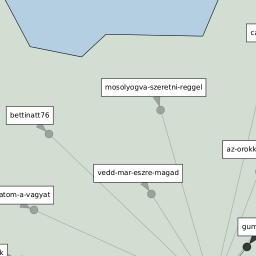 mosolyogva-szeretni-reggel
bettinatt76
az-orokk
vedd-mar-eszre-magad
atom-a-vagyat
gum
k